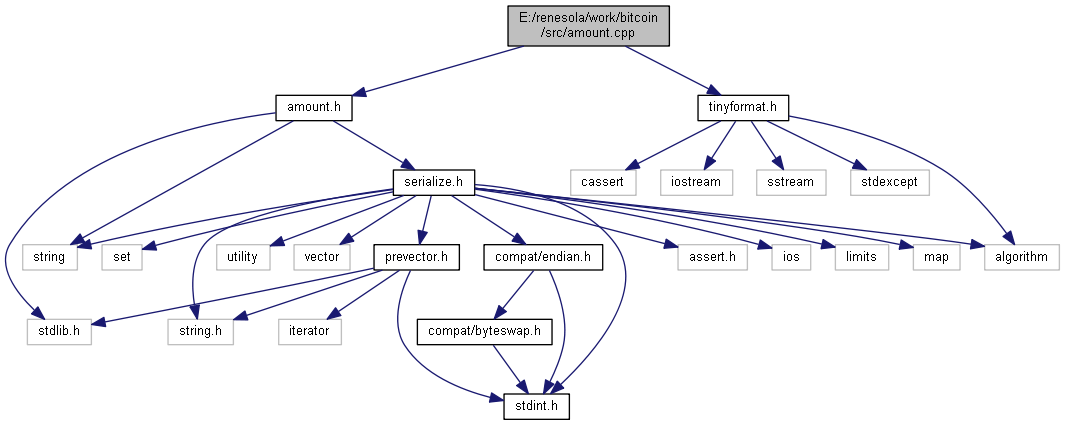 E:/renesola/work/bitcoin
/src/amount.cpp
amount.h
tinyformat.h
serialize.h
cassert
iostream
sstream
stdexcept
string
set
utility
vector
prevector.h
compat/endian.h
assert.h
ios
limits
map
algorithm
stdlib.h
string.h
iterator
compat/byteswap.h
stdint.h